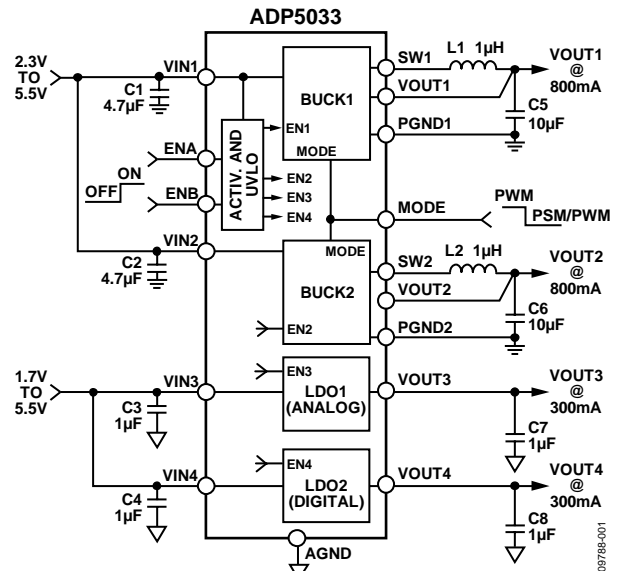 ADP5033
2.3V
TO
5.5V
C1
4.7µF
VIN1
BUCK1
MODE
SW1
L1 1µH
VOUT1
PGND1
VOUT1
@
800mA
C5
10µF
ENA
ENB
ON
OFF
ACTIV. AND
UVLO
EN1
EN2
EN3
EN4
MODE
PWM
PSM/PWM
VIN2
C2
4.7µF
MODE
BUCK2
EN2
SW2
L2 1µH
VOUT2
PGND2
VOUT2
@
800mA
C6
10µF
1.7V
TO
5.5V
VIN3
C3
1µF
EN3
LDO1
(ANALOG)
VOUT3
VOUT3
@
300mA
C7
1µF
VIN4
C4
1µF
EN4
LDO2
(DIGITAL)
VOUT4
VOUT4
@
300mA
C8
1µF
AGND
09788-001